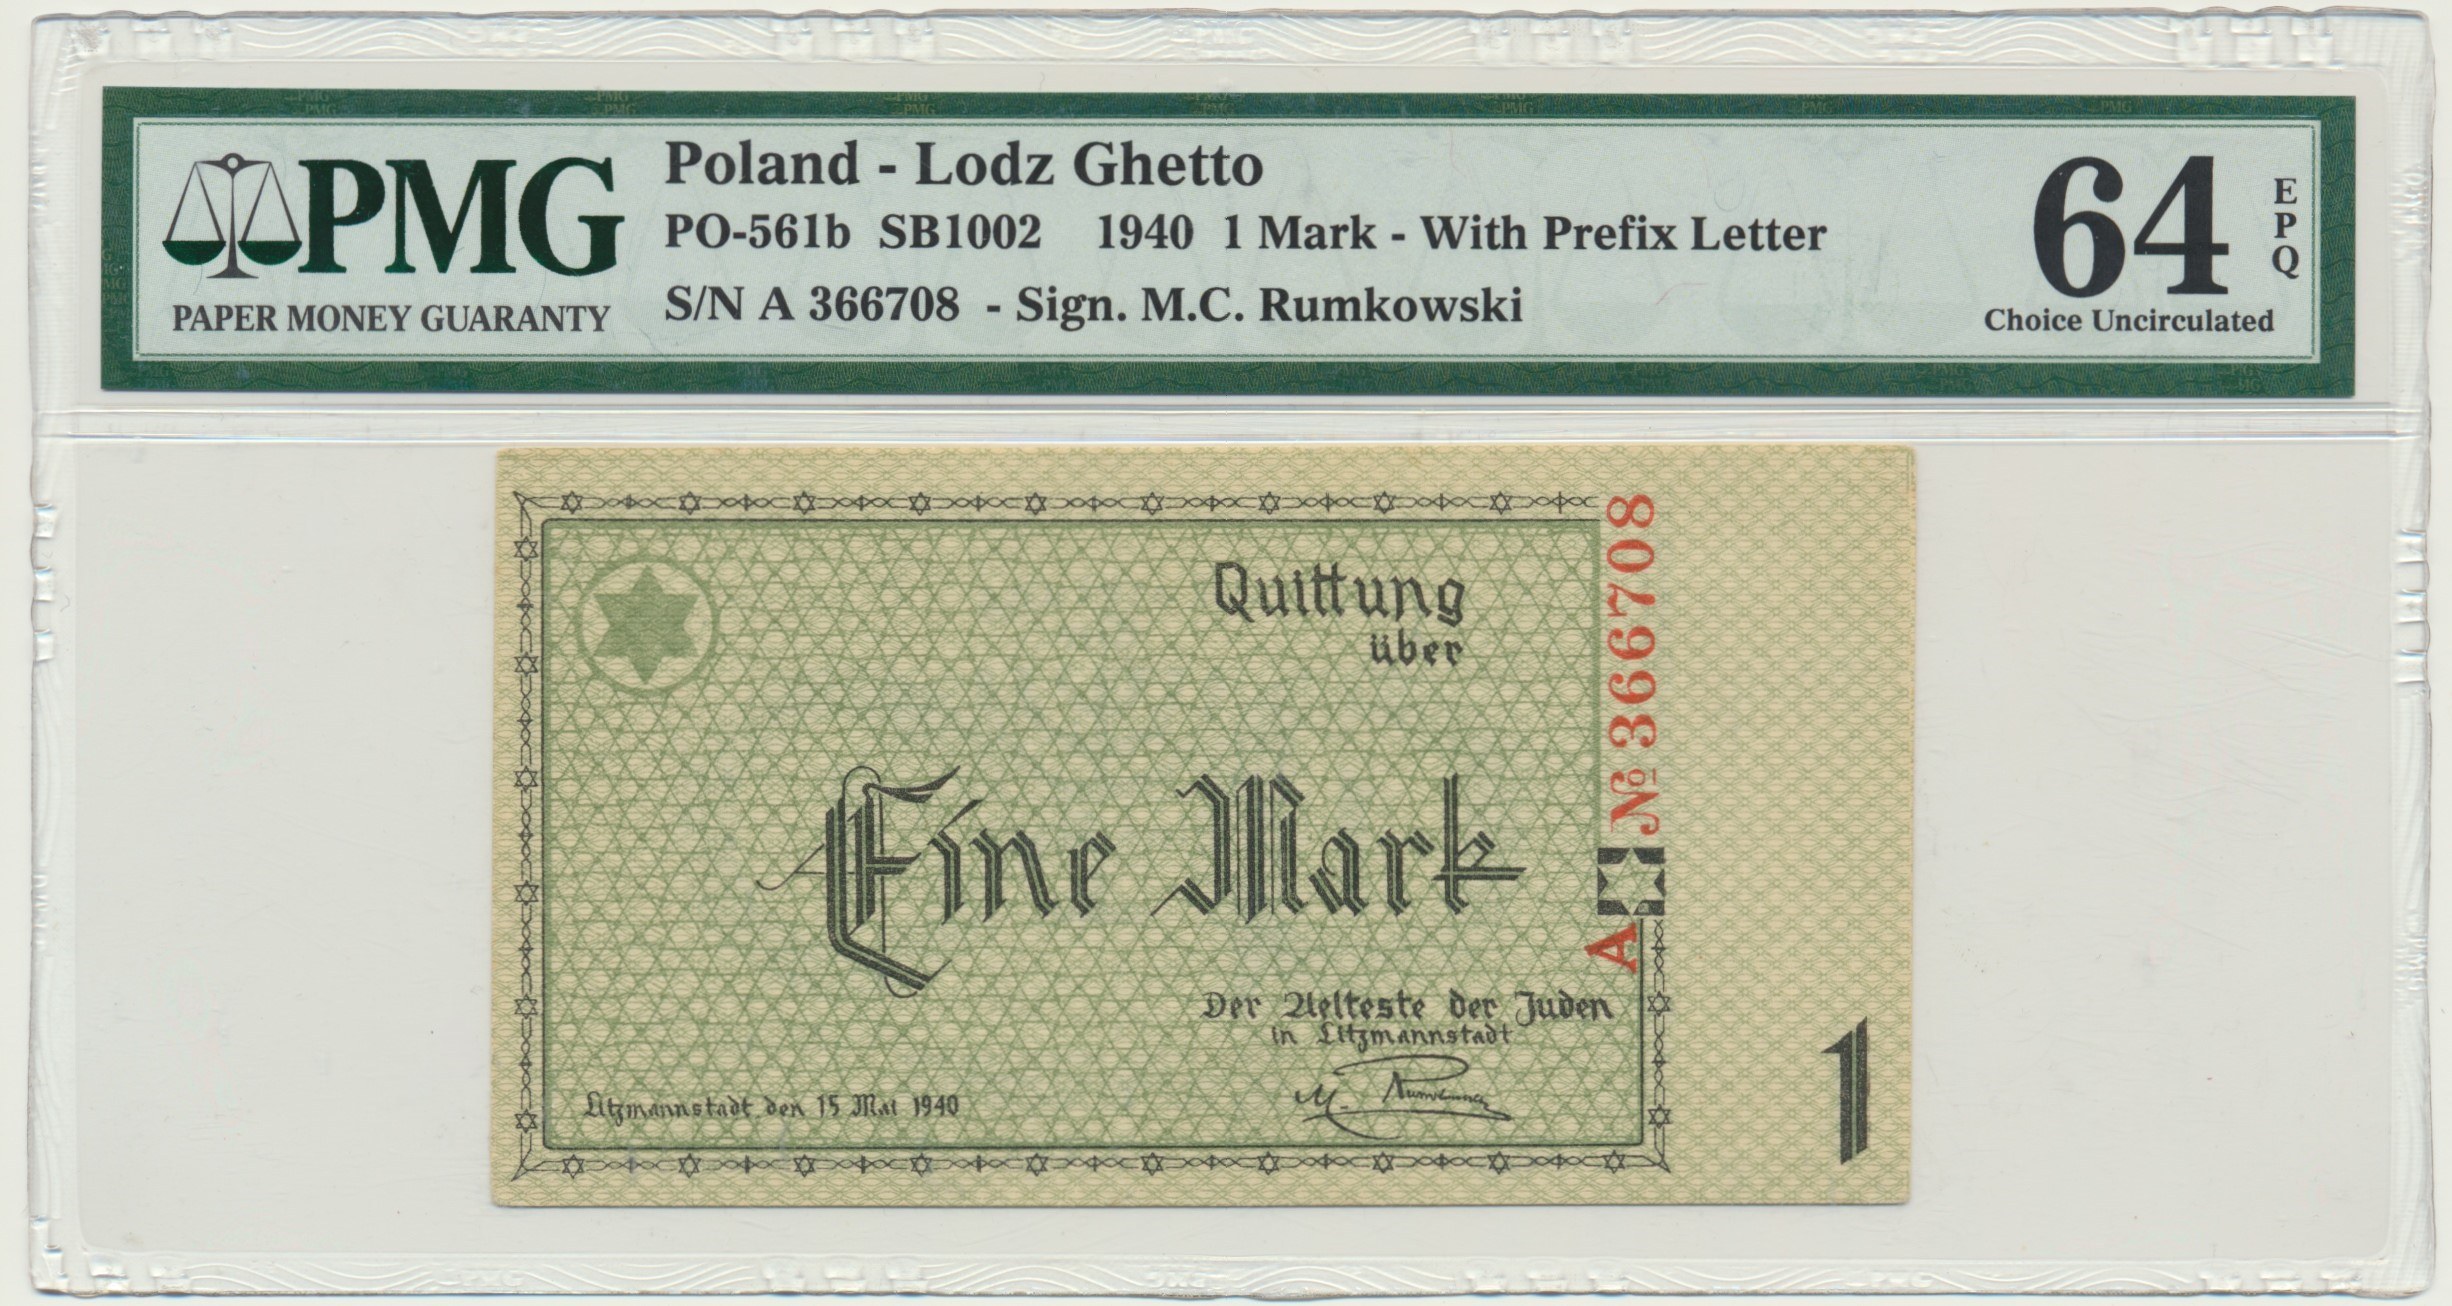 PMG
PAPER MONEY GUARANTY
Poland - Lodz Ghetto
PO-561b SB1002 1940 1 Mark - With Prefix Letter
S/N A 366708 - Sign. M.C. Rumkowski
64
EPQ
Choice Uncirculated
Quittung
über
Eine Mark
A № 366708
Der Aelteste der Juden
in Litzmannstadt
M. Rumkowski
Litzmannstadt den 15 Mai 1940
1